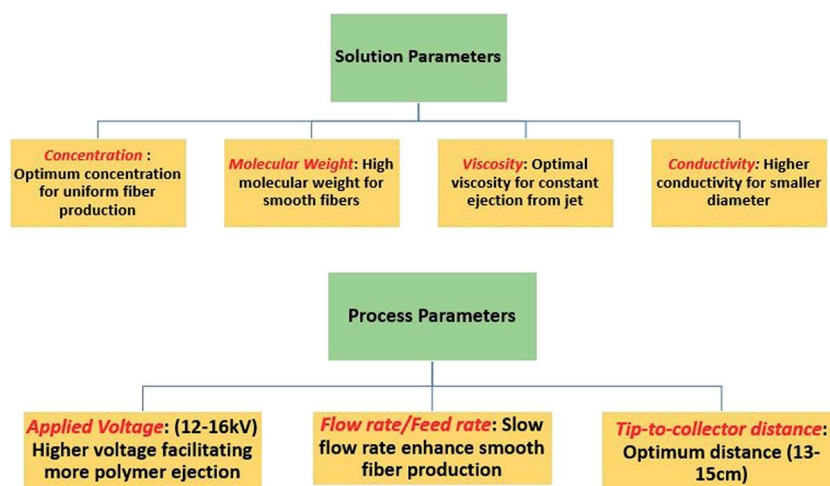 Solution Parameters
Concentration :
Optimum concentration
for uniform fiber
production
Molecular Weight: High
molecular weight for
smooth fibers
Viscosity: Optimal
viscosity for constant
ejection from jet
Conductivity: Higher
conductivity for smaller
diameter
Process Parameters
Applied Voltage: (12-16kV)
Higher voltage facilitating
more polymer ejection
Flow rate/Feed rate: Slow
flow rate enhance smooth
fiber production
Tip-to-collector distance:
Optimum distance (13-
15cm)